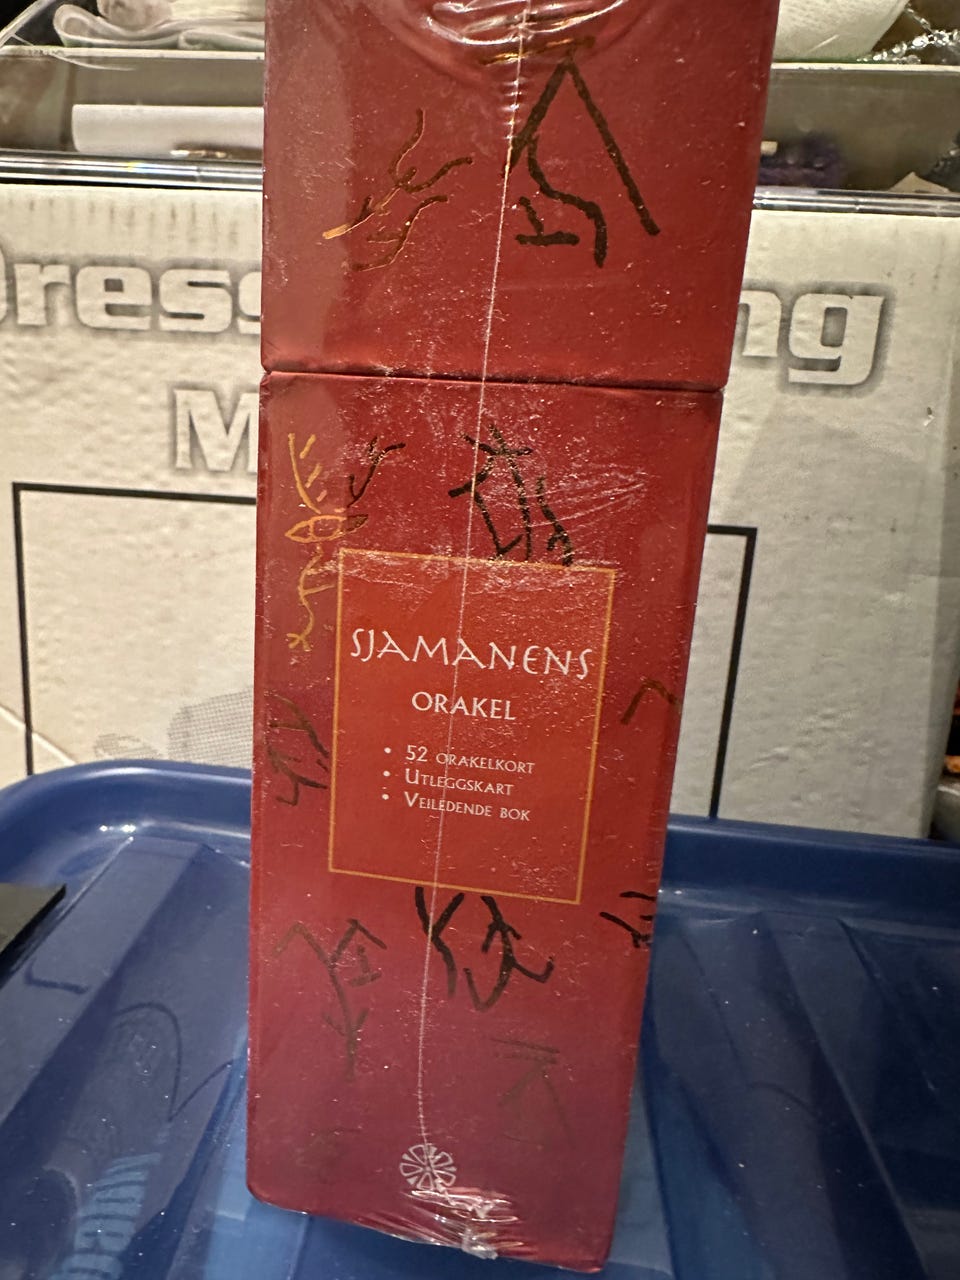 SJAMANENS
ORAKEL
• 52 ORAKELKORT
• UTLEGGSKART
• VEILEDENDE BOK